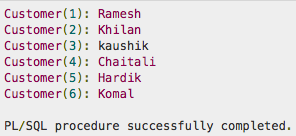 Customer(1): Ramesh
Customer(2): Khilan
Customer(3): kaushik
Customer(4): Chaitali
Customer(5): Hardik
Customer(6): Komal
PL/SQL procedure successfully completed.